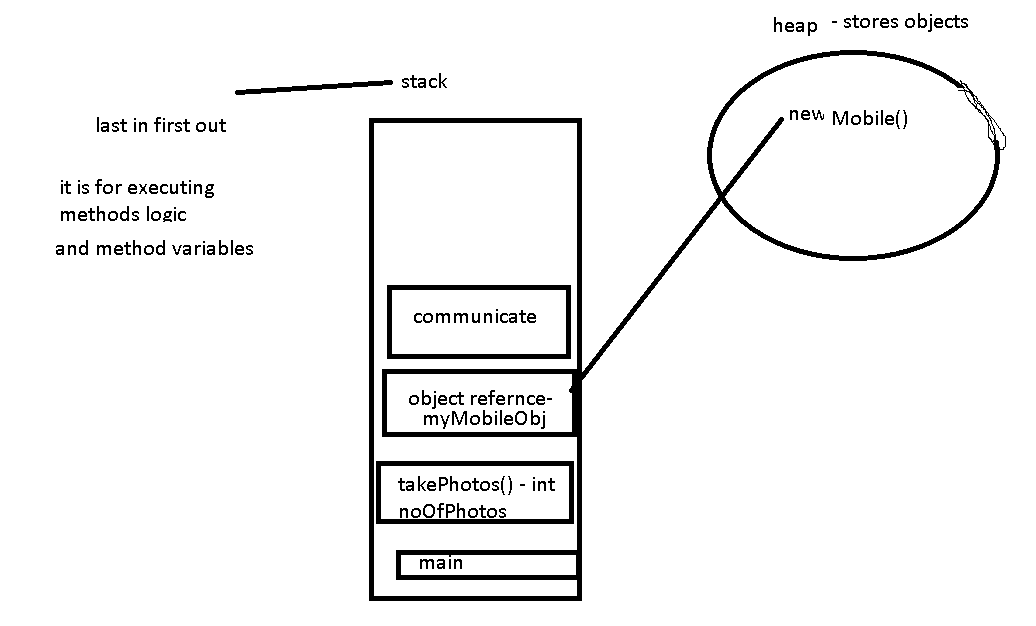 heap - stores objects
stack
new Mobile()
last in first out
it is for executing
methods logic
and method variables
communicate
object refernce-
myMobileObj
takePhotos() - int
noOfPhotos
main